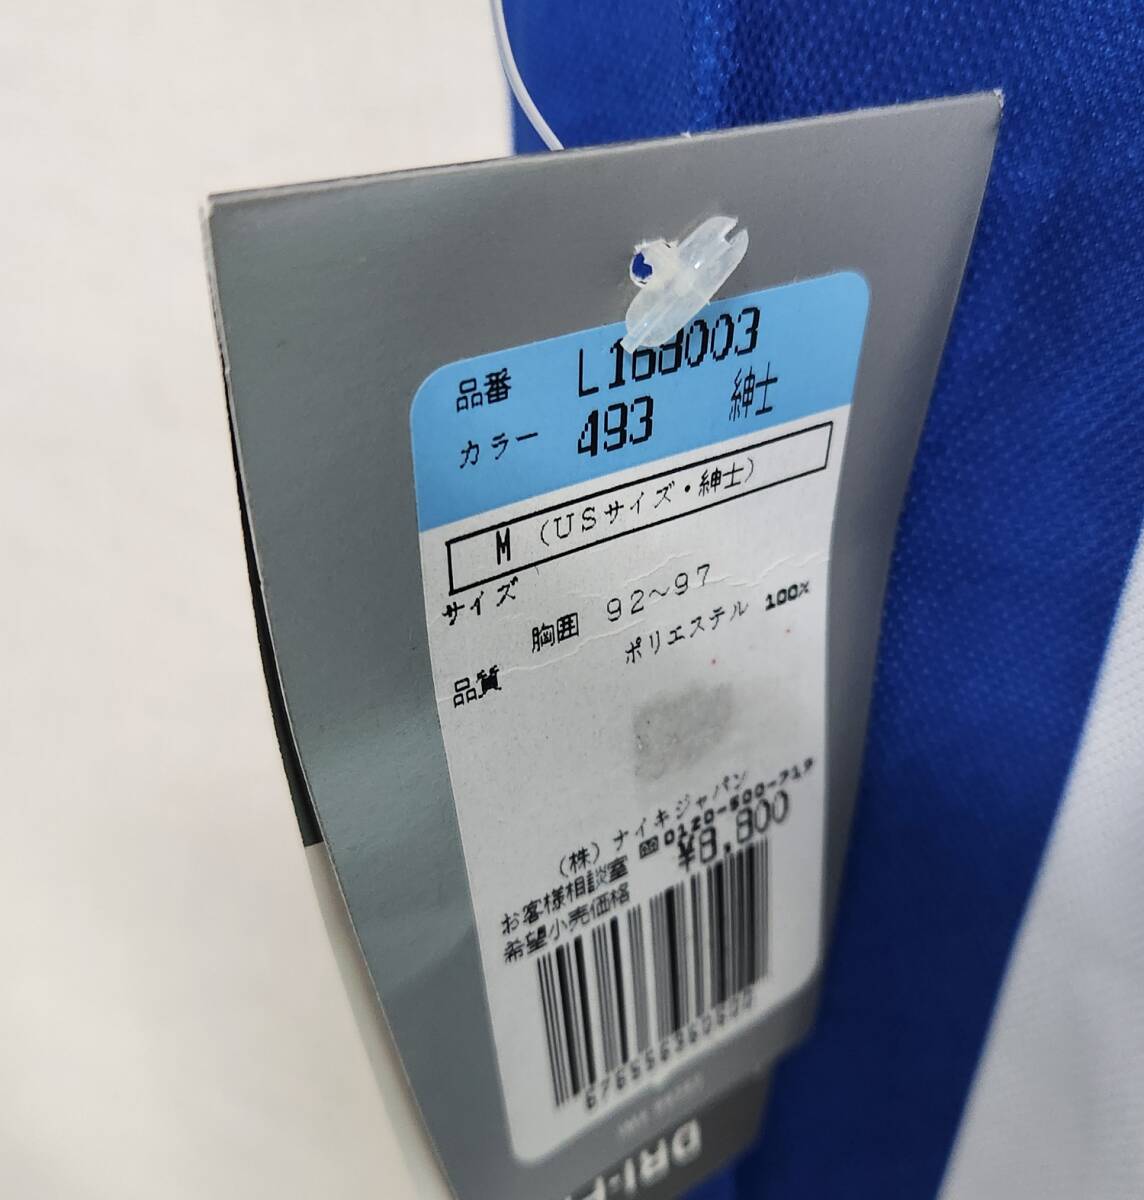 品番 L168003
カラー 493 紳士
M (USサイズ・紳士)
サイズ
胸囲 92～97
品質 ポリエステル 100%
(株) ナイキジャパン
お客様相談室 0120-500-719
希望小売価格 ¥8,800
DRI-F